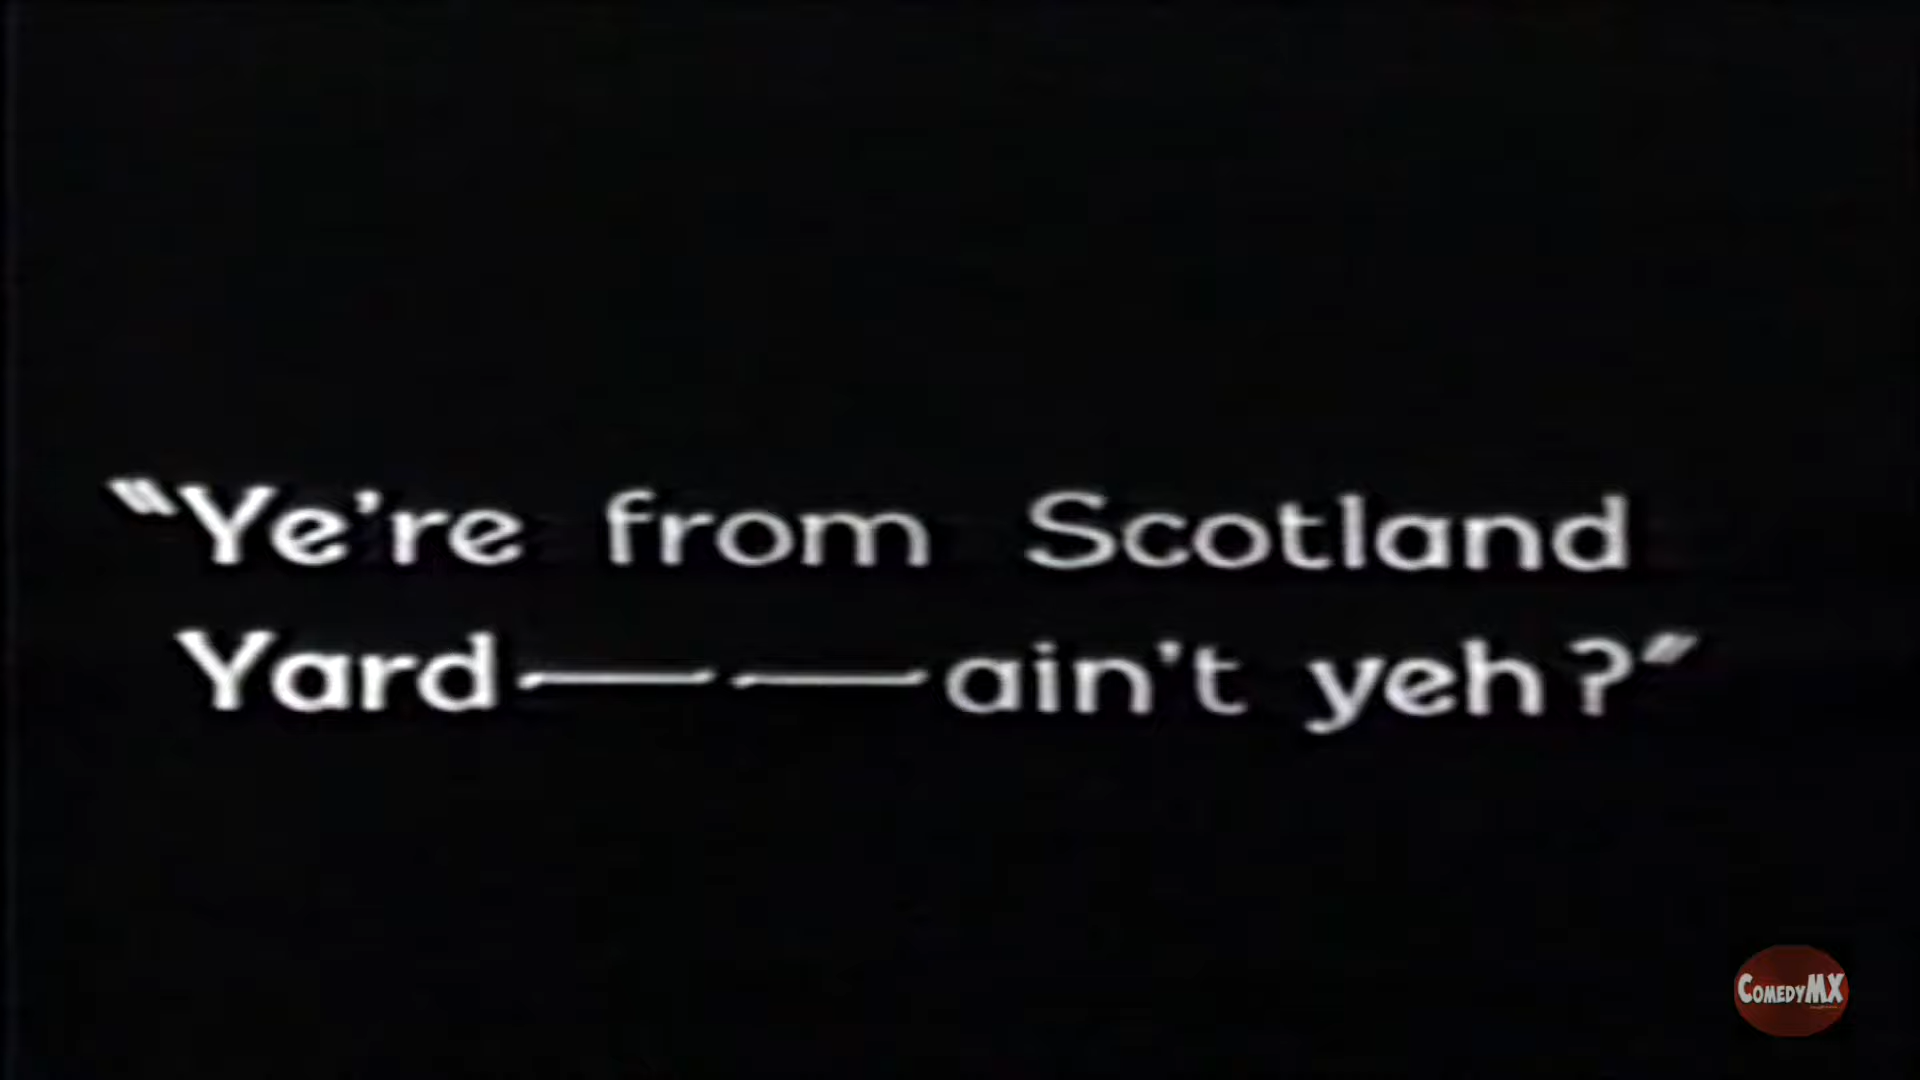 “Ye're from Scotland
Yard— —ain't yeh?”
COMEDYMX